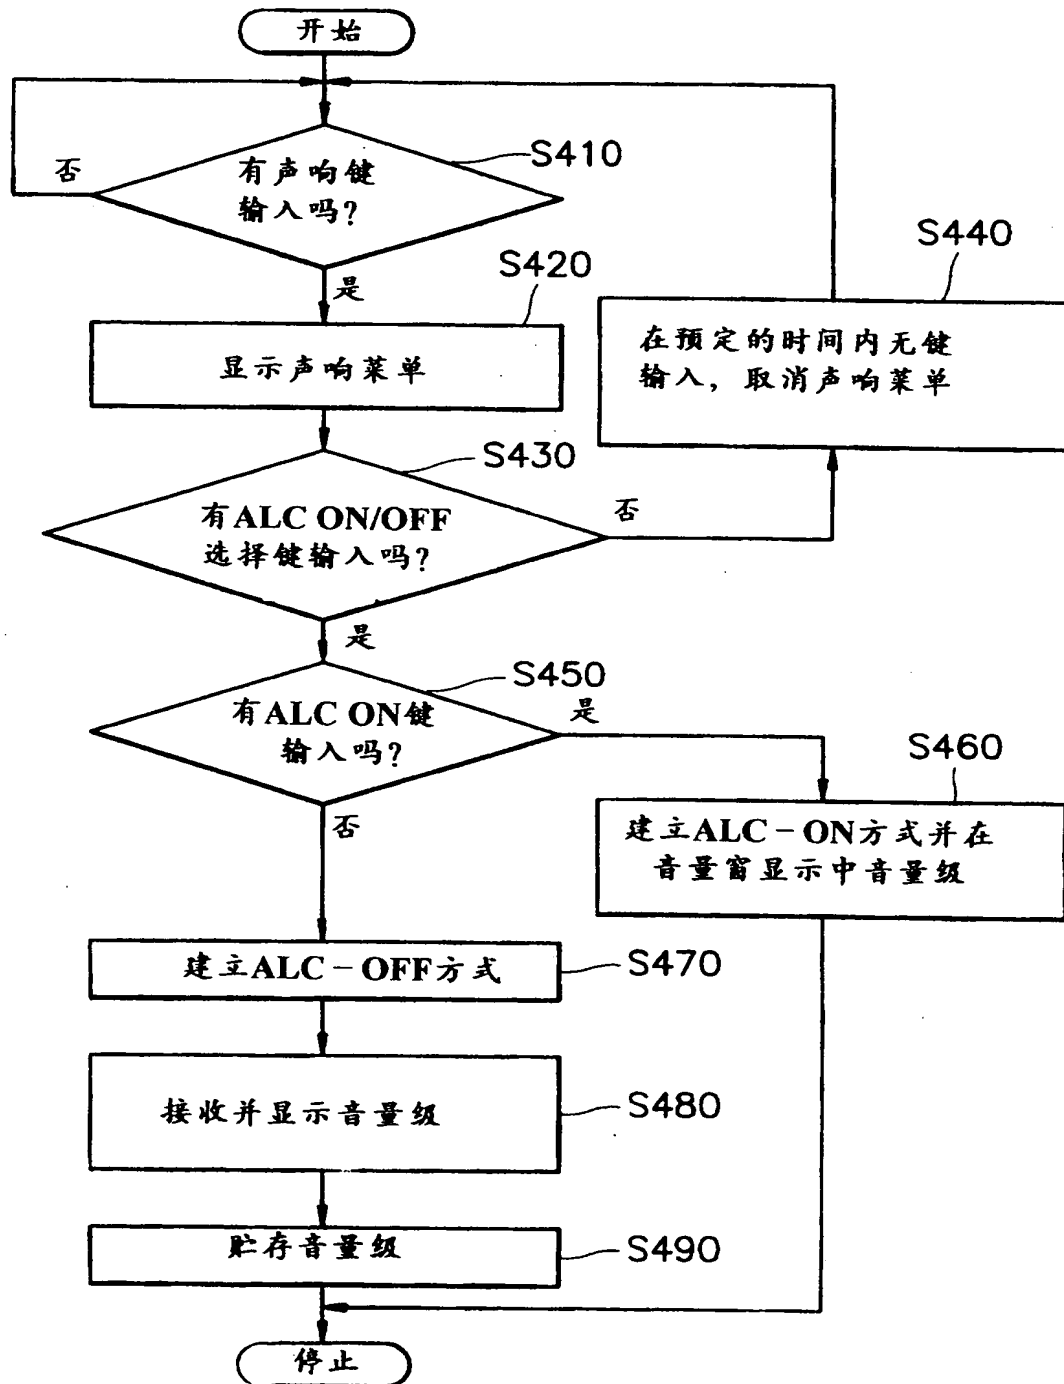 开始
有声响键
输入吗?
S410
否
是
S420
显示声响菜单
S440
在预定的时间内无键
输入，取消声响菜单
S430
有ALC ON/OFF
选择键输入吗?
否
是
S450
有ALC ON键
输入吗?
是
否
S460
建立ALC－ON方式并在
音量窗显示中音量级
建立ALC－OFF方式
S470
接收并显示音量级
S480
贮存音量级
S490
停止